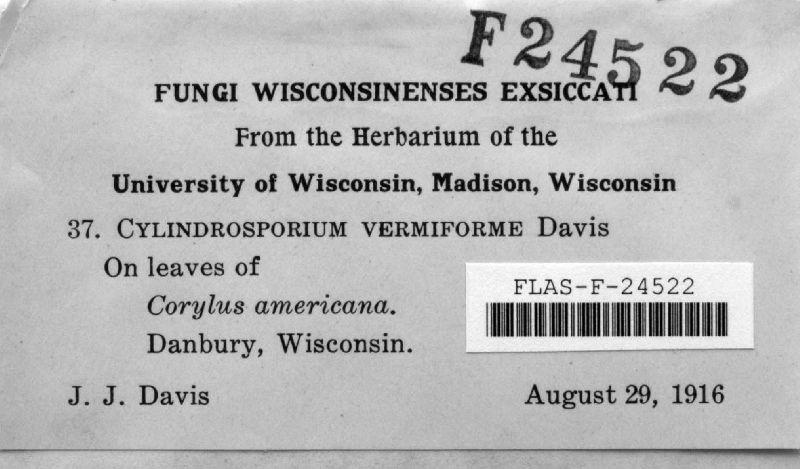 F24522
FUNGI WISCONSINENSES EXSICCATI
From the Herbarium of the
University of Wisconsin, Madison, Wisconsin
37. CYLINDROSPORIUM VERMIFORME Davis
On leaves of
Corylus americana.
Danbury, Wisconsin.
FLAS-F-24522
J. J. Davis August 29, 1916